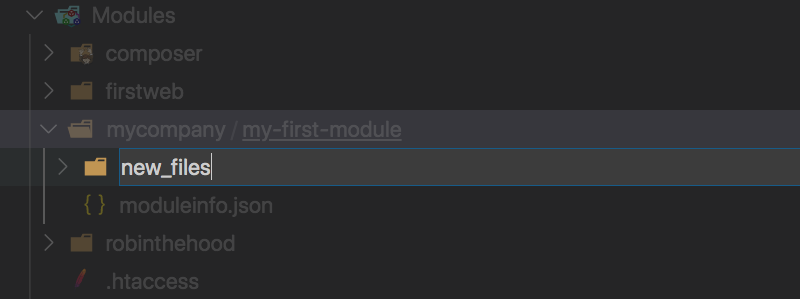 Modules
composer
firstweb
mycompany / my-first-module
new_files
{ } moduleinfo.json
robinthehood
.htaccess